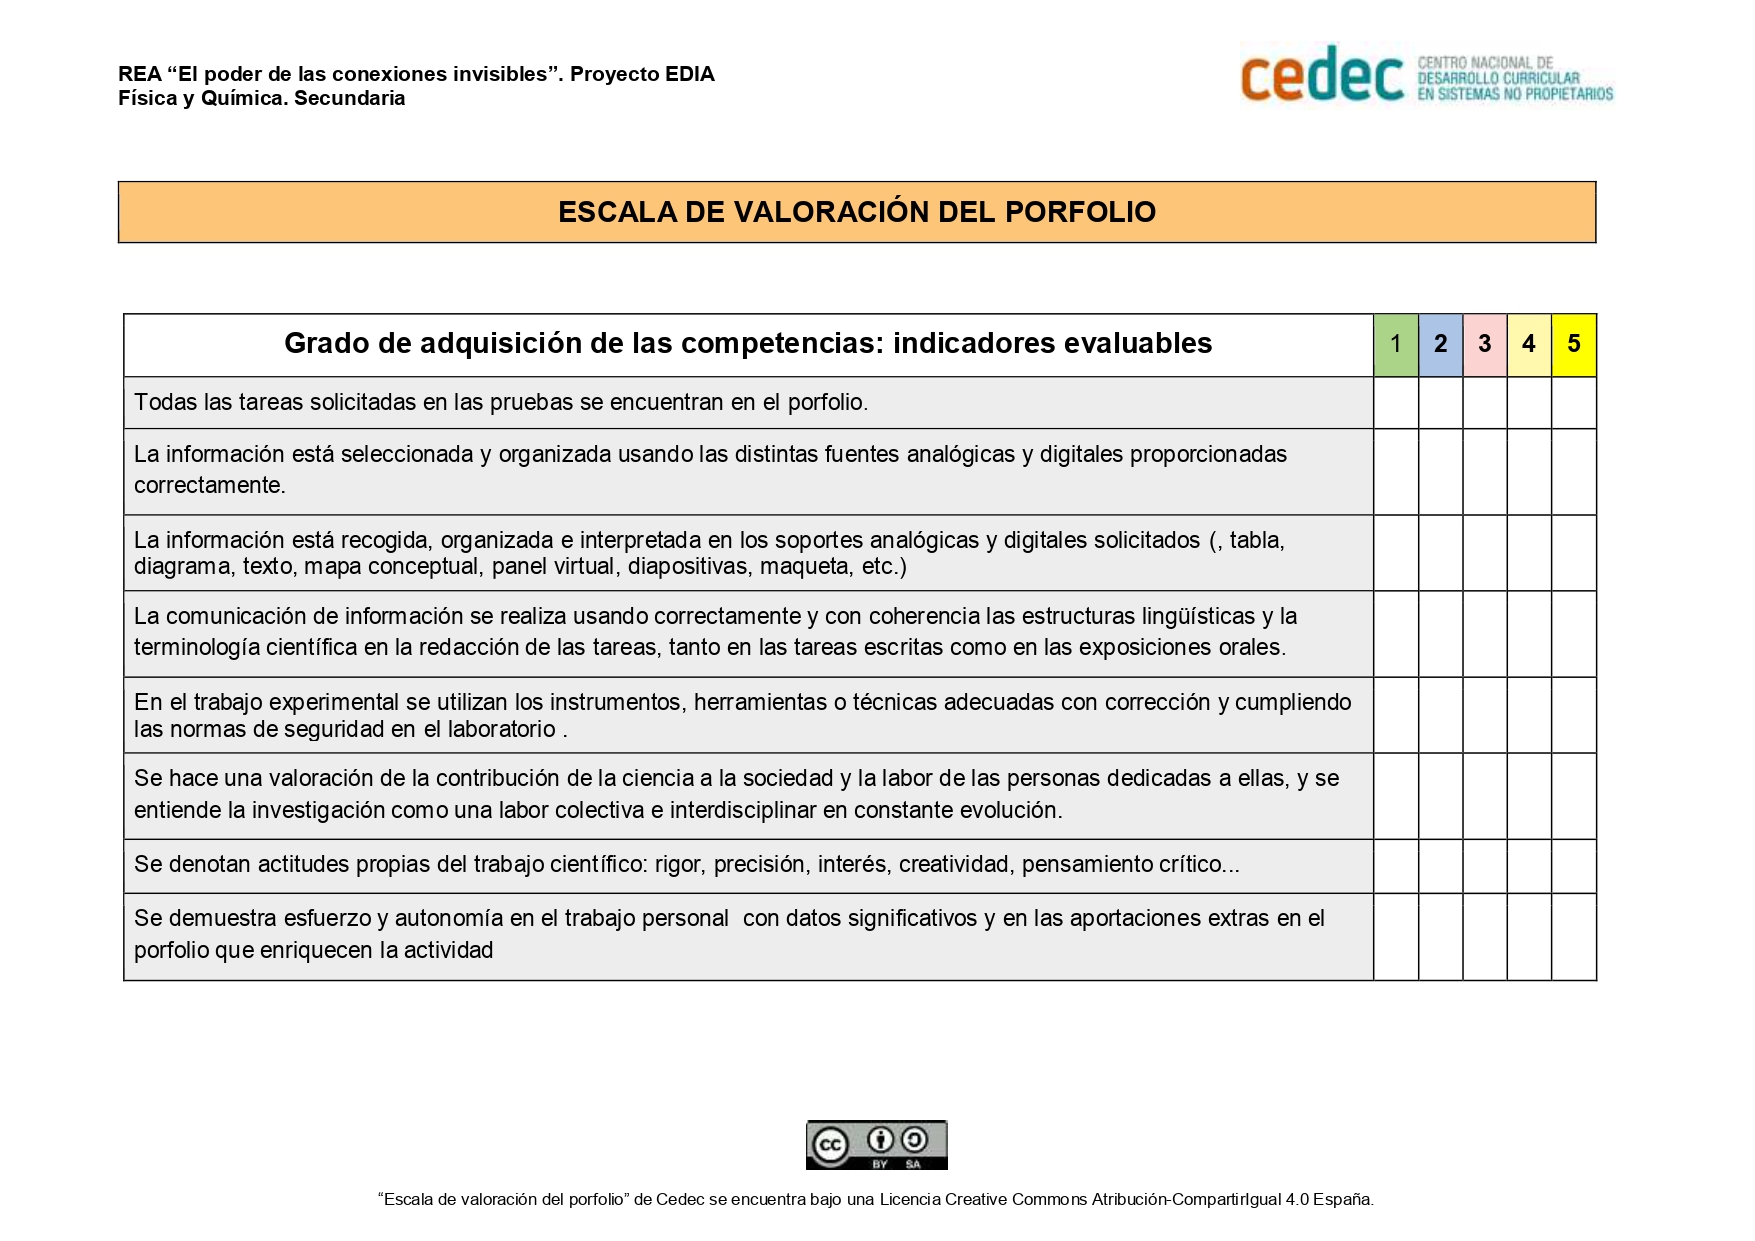 REA “El poder de las conexiones invisibles”. Proyecto EDIA
Física y Química. Secundaria
cedec
CENTRO NACIONAL DE
DESARROLLO CURRICULAR
EN SISTEMAS NO PROPIETARIOS
ESCALA DE VALORACIÓN DEL PORFOLIO
Grado de adquisición de las competencias: indicadores evaluables 1 2 3 4 5
Todas las tareas solicitadas en las pruebas se encuentran en el porfolio.
La información está seleccionada y organizada usando las distintas fuentes analógicas y digitales proporcionadas
correctamente.
La información está recogida, organizada e interpretada en los soportes analógicas y digitales solicitados (, tabla,
diagrama, texto, mapa conceptual, panel virtual, diapositivas, maqueta, etc.)
La comunicación de información se realiza usando correctamente y con coherencia las estructuras lingüísticas y la
terminología científica en la redacción de las tareas, tanto en las tareas escritas como en las exposiciones orales.
En el trabajo experimental se utilizan los instrumentos, herramientas o técnicas adecuadas con corrección y cumpliendo
las normas de seguridad en el laboratorio .
Se hace una valoración de la contribución de la ciencia a la sociedad y la labor de las personas dedicadas a ellas, y se
entiende la investigación como una labor colectiva e interdisciplinar en constante evolución.
Se denotan actitudes propias del trabajo científico: rigor, precisión, interés, creatividad, pensamiento crítico...
Se demuestra esfuerzo y autonomía en el trabajo personal  con datos significativos y en las aportaciones extras en el
porfolio que enriquecen la actividad
cc
BY SA
“Escala de valoración del porfolio” de Cedec se encuentra bajo una Licencia Creative Commons Atribución-CompartirIgual 4.0 España.